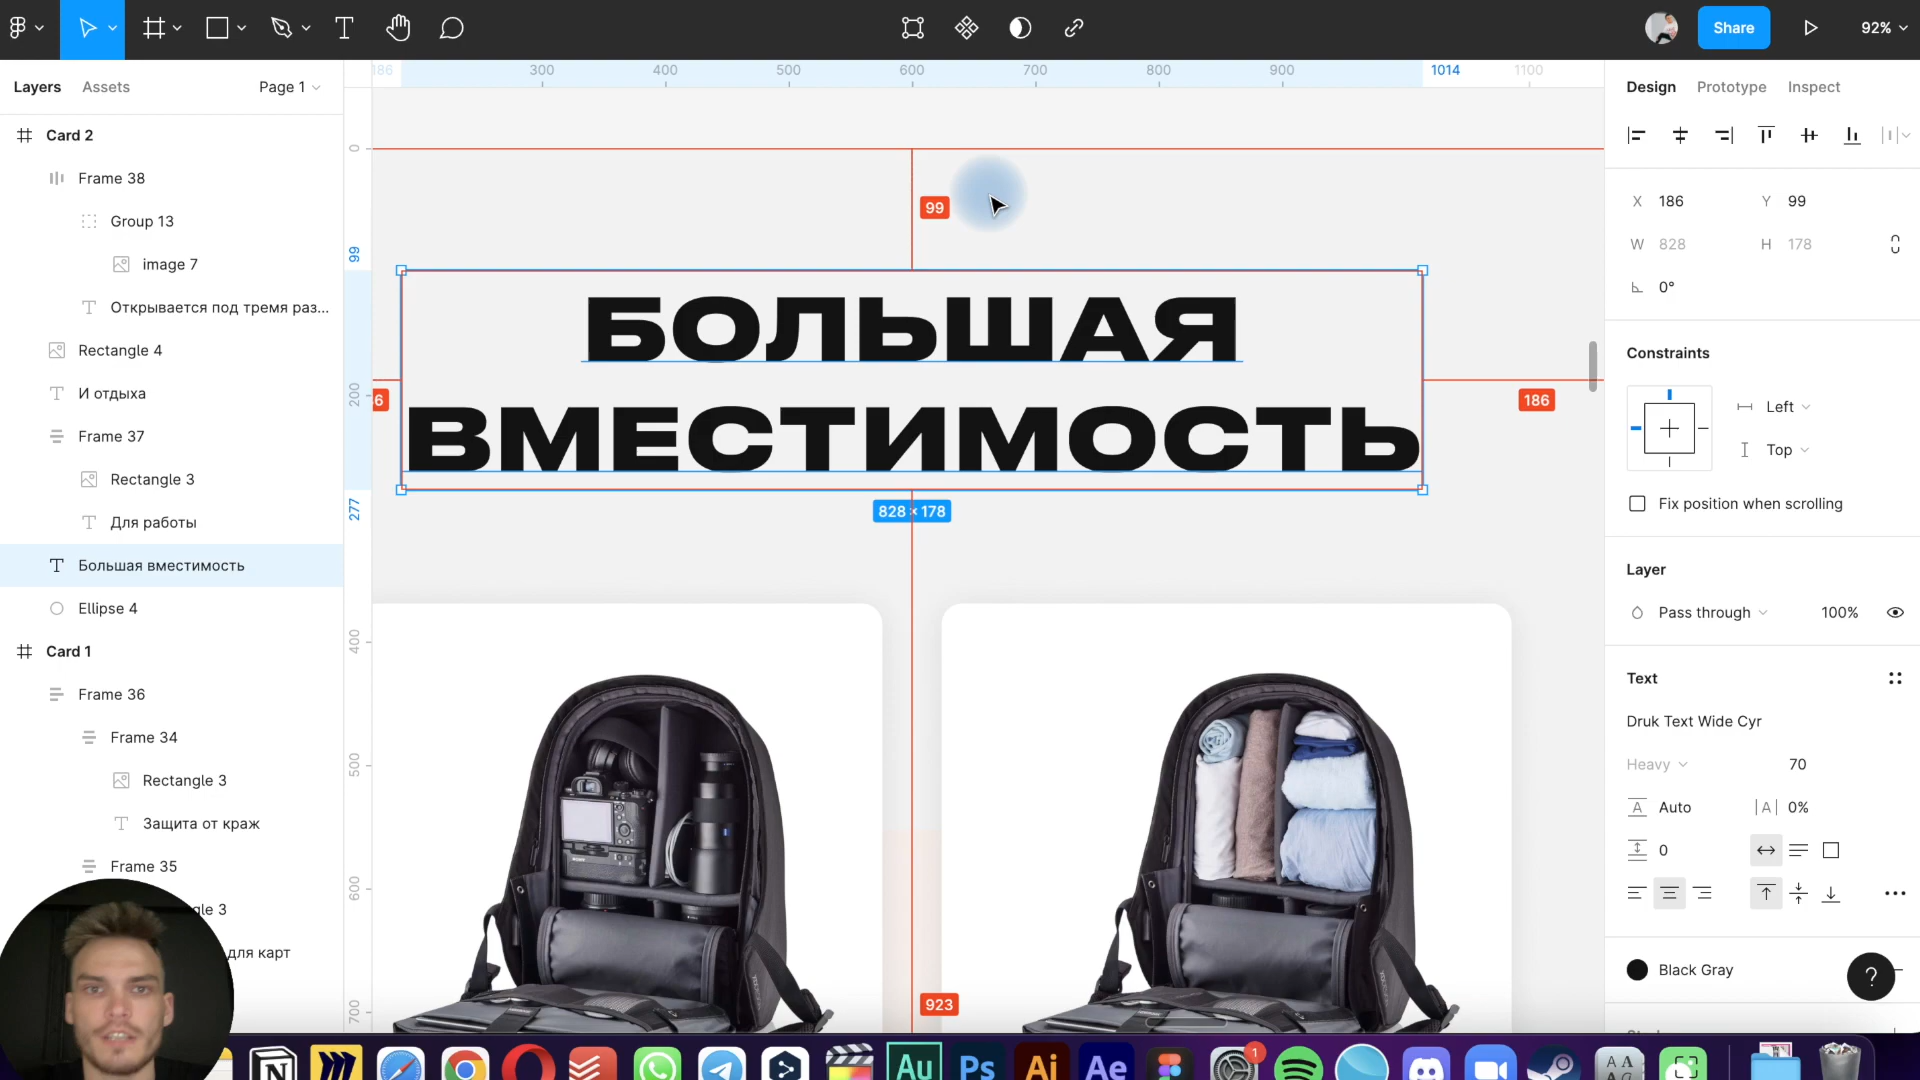 Share
92%
Layers
Assets
Page 1
186
300
400
500
600
700
800
900
1014
1100
Design
Prototype
Inspect
Card 2
Frame 38
Group 13
image 7
Открывается под тремя раз...
Rectangle 4
И отдыха
Frame 37
Rectangle 3
Для работы
Большая вместимость
Ellipse 4
Card 1
Frame 36
Frame 34
Rectangle 3
Защита от краж
Frame 35
gle 3
для карт
0
99
200
277
400
500
600
700
99
БОЛЬШАЯ
ВМЕСТИМОСТЬ
6
186
828 × 178
923
X 186
Y 99
W 828
H 178
0°
Constraints
Left
Top
Fix position when scrolling
Layer
Pass through
100%
Text
Druk Text Wide Cyr
Heavy
70
A Auto
|A| 0%
0
Black Gray
?
N
Au
Ps
Ai
Ae
1
A A